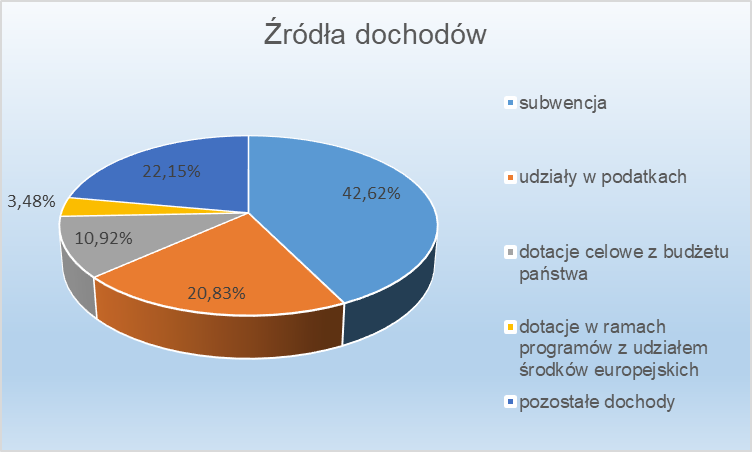 Źródła dochodów
22,15%
42,62%
3,48%
10,92%
20,83%
subwencja
udziały w podatkach
dotacje celowe z budżetu
państwa
dotacje w ramach
programów z udziałem
środków europejskich
pozostałe dochody